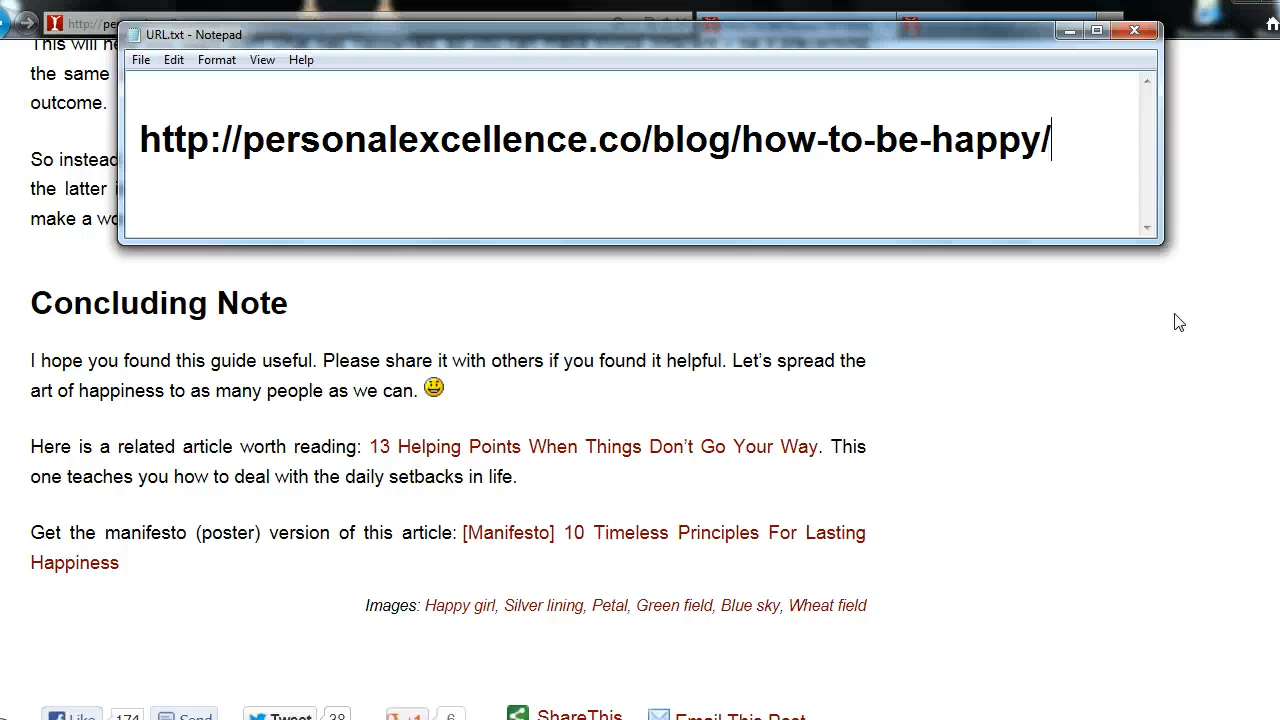 http://pe
URL.txt - Notepad
File Edit Format View Help
http://personalexcellence.co/blog/how-to-be-happy/
This will
the same
outcome.
So instead
the latter
make a
Concluding Note
I hope you found this guide useful. Please share it with others if you found it helpful. Let’s spread the
art of happiness to as many people as we can.
Here is a related article worth reading: 13 Helping Points When Things Don’t Go Your Way. This
one teaches you how to deal with the daily setbacks in life.
Get the manifesto (poster) version of this article: [Manifesto] 10 Timeless Principles For Lasting
Happiness
Images: Happy girl, Silver lining, Petal, Green field, Blue sky, Wheat field
Like 174 Send Tweet 38 +1 6 ShareThis Email This Post